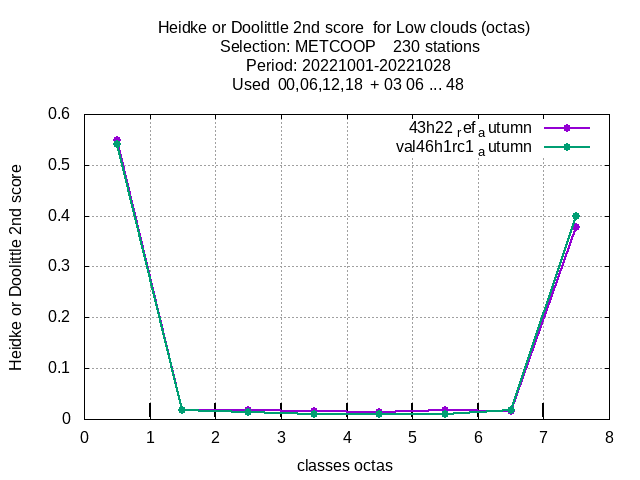 Heidke or Doolittle 2nd score  for Low clouds (octas)
Selection: METCOOP    230 stations
Period: 20221001-20221028
Used  00,06,12,18  + 03 06 ... 48
43h22 ref autumn
val46h1rc1 autumn
Heidke or Doolittle 2nd score
0.6
0.5
0.4
0.3
0.2
0.1
0
0 1 2 3 4 5 6 7 8
classes octas